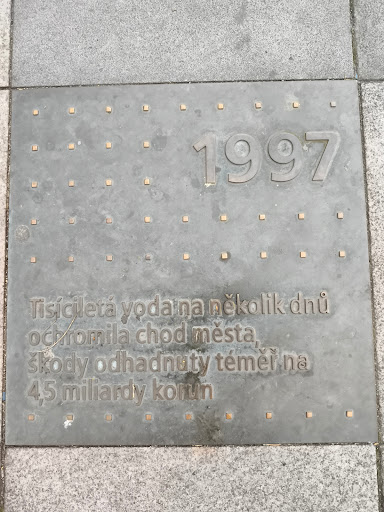 1997
Tisíciletá voda na několik dnů
ochromila chod města,
škody odhadnuty téměř na
4,5 miliardy korun